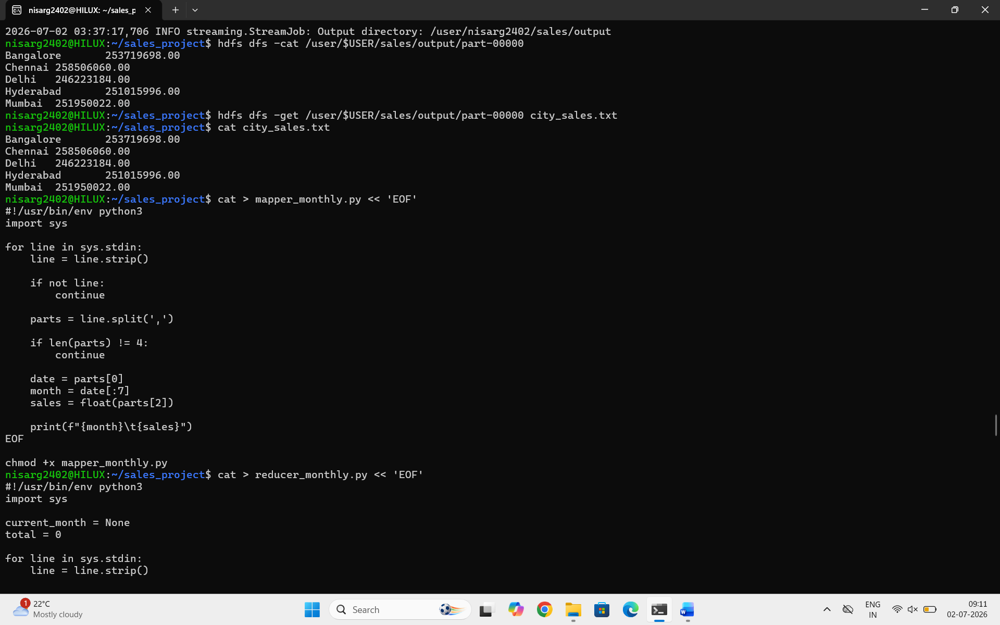 nisarg2402@HILUX: ~/sales_p
2026-07-02 03:37:17,706 INFO streaming.StreamJob: Output directory: /user/nisarg2402/sales/output
nisarg2402@HILUX:~/sales_project$ hdfs dfs -cat /user/$USER/sales/output/part-00000
Bangalore       253719698.00
Chennai 258506060.00
Delhi   246223184.00
Hyderabad       251015996.00
Mumbai  251950022.00
nisarg2402@HILUX:~/sales_project$ hdfs dfs -get /user/$USER/sales/output/part-00000 city_sales.txt
nisarg2402@HILUX:~/sales_project$ cat city_sales.txt
Bangalore       253719698.00
Chennai 258506060.00
Delhi   246223184.00
Hyderabad       251015996.00
Mumbai  251950022.00
nisarg2402@HILUX:~/sales_project$ cat > mapper_monthly.py << 'EOF'
#!/usr/bin/env python3
import sys
for line in sys.stdin:
    line = line.strip()
    if not line:
        continue
    parts = line.split(',')
    if len(parts) != 4:
        continue
    date = parts[0]
    month = date[:7]
    sales = float(parts[2])
    print(f"{month}\t{sales}")
EOF
chmod +x mapper_monthly.py
nisarg2402@HILUX:~/sales_project$ cat > reducer_monthly.py << 'EOF'
#!/usr/bin/env python3
import sys
current_month = None
total = 0
for line in sys.stdin:
    line = line.strip()
1
22°C
Mostly cloudy
Search
ENG
IN
09:11
02-07-2026